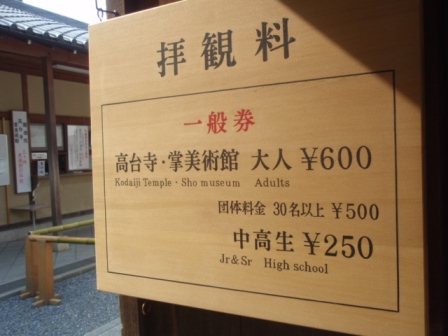 拝観料
一般券
高台寺・掌美術館 大人 ¥600
Kodaiji Temple・Sho museum Adults
団体料金 30名以上 ¥500
中高生 ¥250
Jr&Sr High school